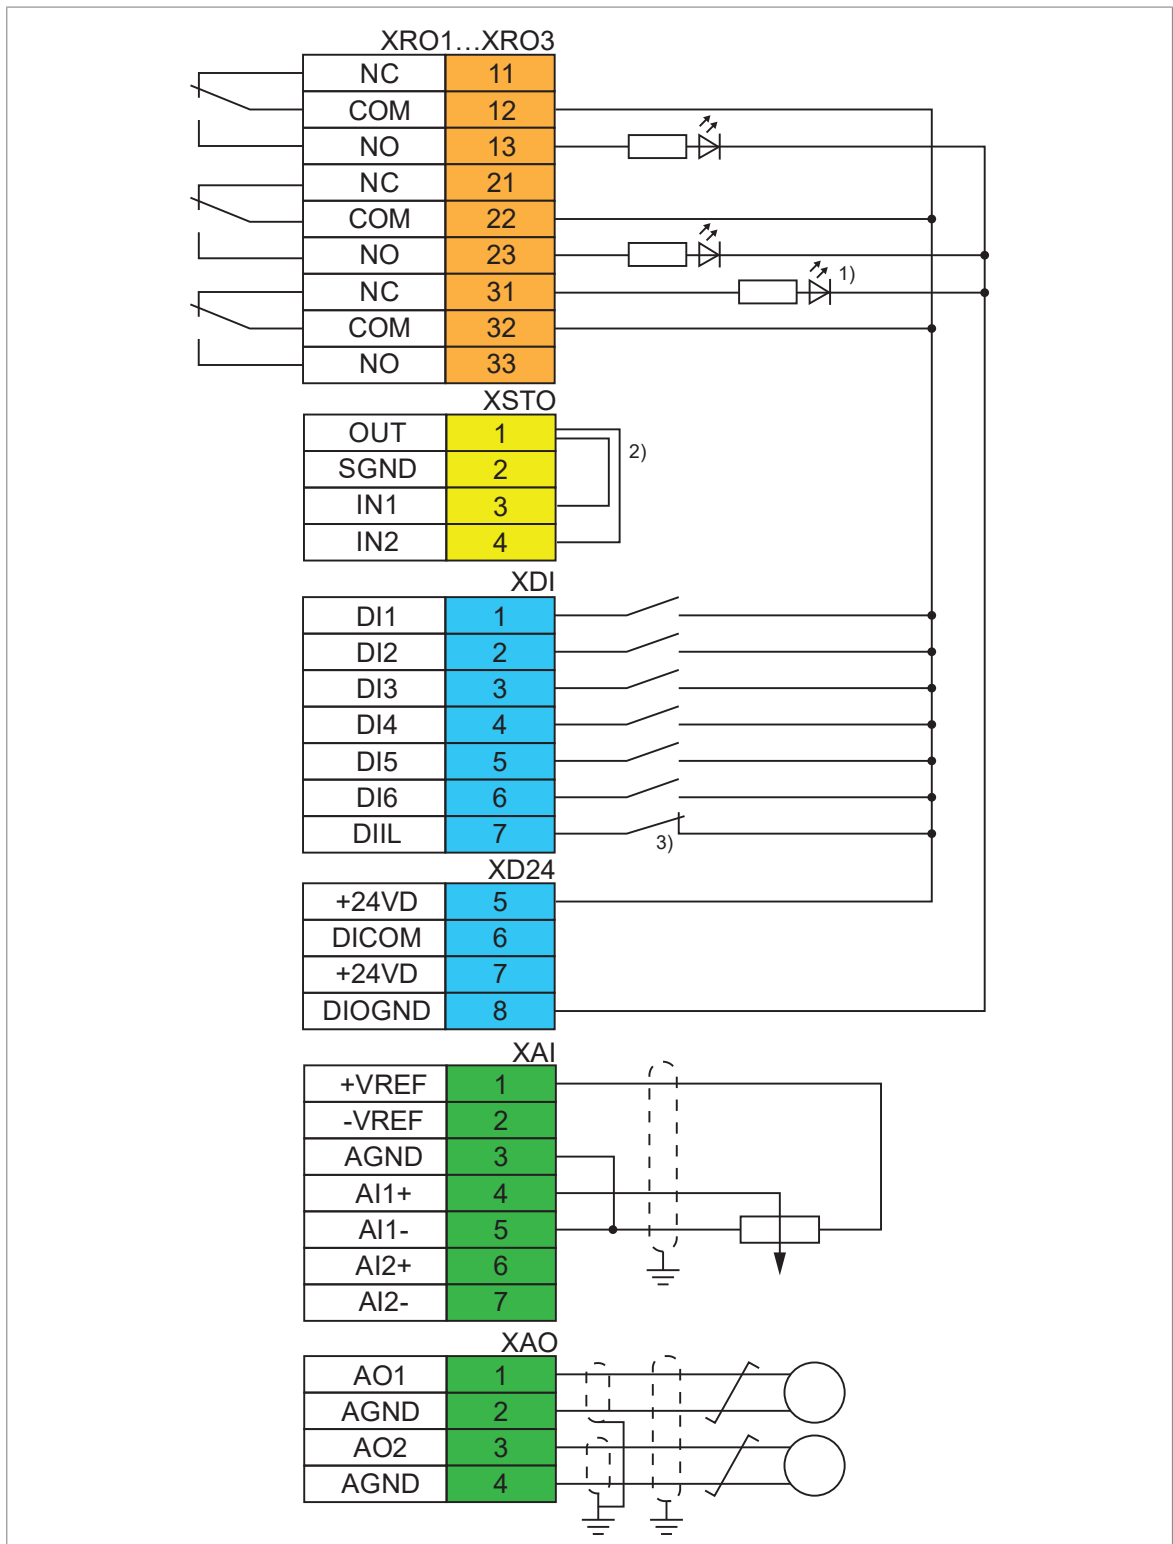 XRO1...XRO3
NC 11
COM 12
NO 13
NC 21
COM 22
NO 23
NC 31 1)
COM 32
NO 33
XSTO
OUT 1 2)
SGND 2
IN1 3
IN2 4
XDI
DI1 1
DI2 2
DI3 3
DI4 4
DI5 5
DI6 6
DIIL 7 3)
XD24
+24VD 5
DICOM 6
+24VD 7
DIOGND 8
XAI
+VREF 1
-VREF 2
AGND 3
AI1+ 4
AI1- 5
AI2+ 6
AI2- 7
XAO
AO1 1
AGND 2
AO2 3
AGND 4